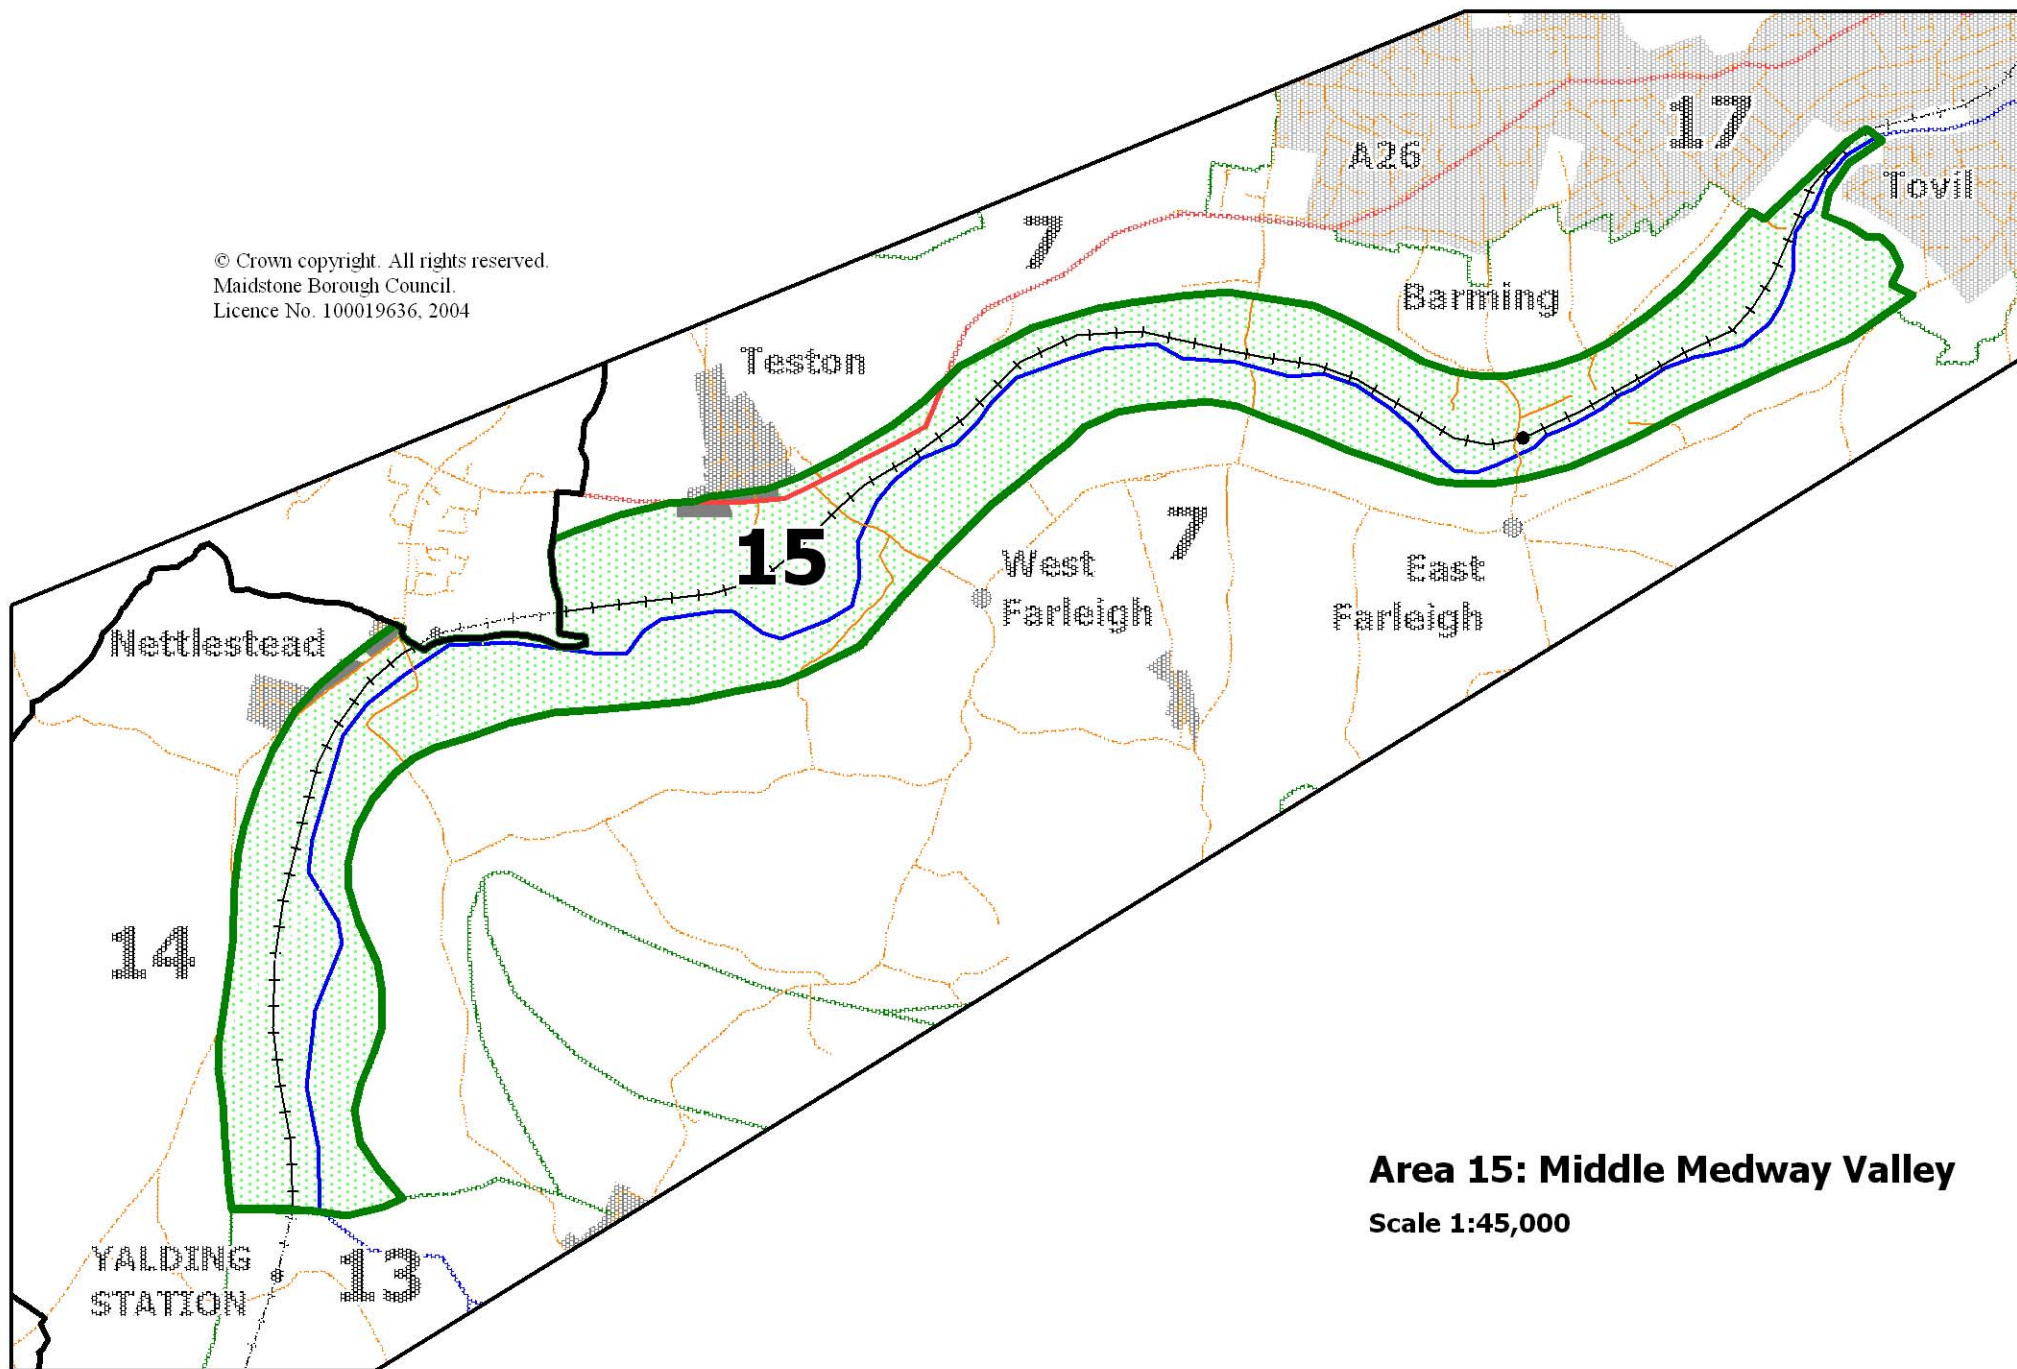 17
A26
Tovil
7
© Crown copyright. All rights reserved.
Maidstone Borough Council.
Licence No. 100019636, 2004
Barming
Teston
15
7
West
Farleigh
East
Farleigh
Nettlestead
14
Area 15: Middle Medway Valley
Scale 1:45,000
YALDING
STATION
13